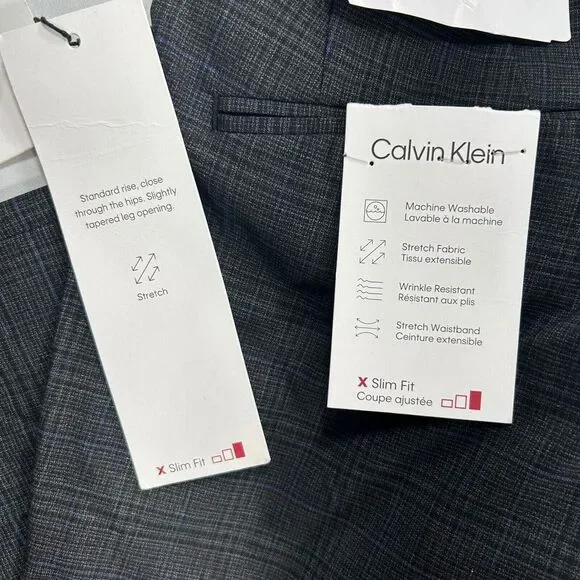 Standard rise, close
through the hips. Slightly
tapered leg opening.
Stretch
X Slim Fit
Calvin Klein
Machine Washable
Lavable à la machine
Stretch Fabric
Tissu extensible
Wrinkle Resistant
Résistant aux plis
Stretch Waistband
Ceinture extensible
X Slim Fit
Coupe ajustée